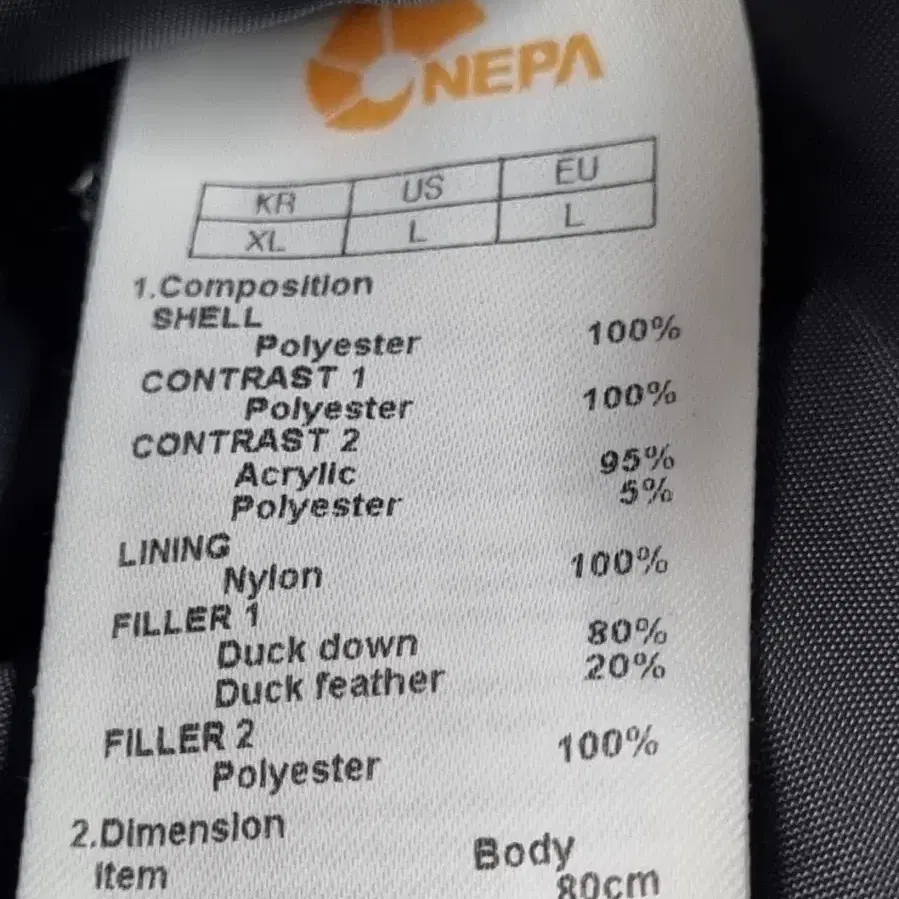 NEPA
KR US EU
XL L L
1.Composition
SHELL
Polyester 100%
CONTRAST 1
Polyester 100%
CONTRAST 2
Acrylic 95%
Polyester 5%
LINING
Nylon 100%
FILLER 1
Duck down 80%
Duck feather 20%
FILLER 2
Polyester 100%
2.Dimension
Item Body
80cm